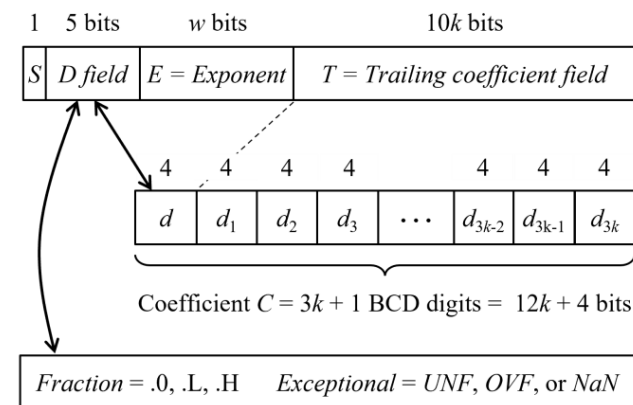 1 5 bits w bits 10k bits
S D field E = Exponent T = Trailing coefficient field
4 4 4 4 4 4 4
d d₁ d₂ d₃ ··· d₃ₖ₋₂ d₃ₖ₋₁ d₃ₖ
Coefficient C = 3k + 1 BCD digits = 12k + 4 bits
Fraction = .0, .L, .H Exceptional = UNF, OVF, or NaN